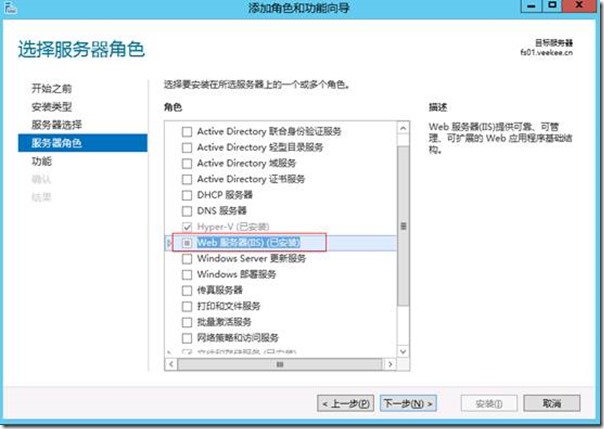 添加角色和功能向导
选择服务器角色
目标服务器
fs01.veekee.cn
开始之前
安装类型
服务器选择
服务器角色
功能
确认
结果
选择要安装在所选服务器上的一个或多个角色。
角色
Active Directory 联合身份验证服务
Active Directory 轻型目录服务
Active Directory 域服务
Active Directory 证书服务
DHCP 服务器
DNS 服务器
Hyper-V (已安装)
Web 服务器(IIS) (已安装)
Windows Server 更新服务
Windows 部署服务
传真服务器
打印和文件服务
批量激活服务
网络策略和访问服务
文件和存储服务 (已安装)
描述
Web 服务器(IIS)提供可靠、可管
理、可扩展的 Web 应用程序基础结
构。
< 上一步(P)
下一步(N) >
安装(I)
取消